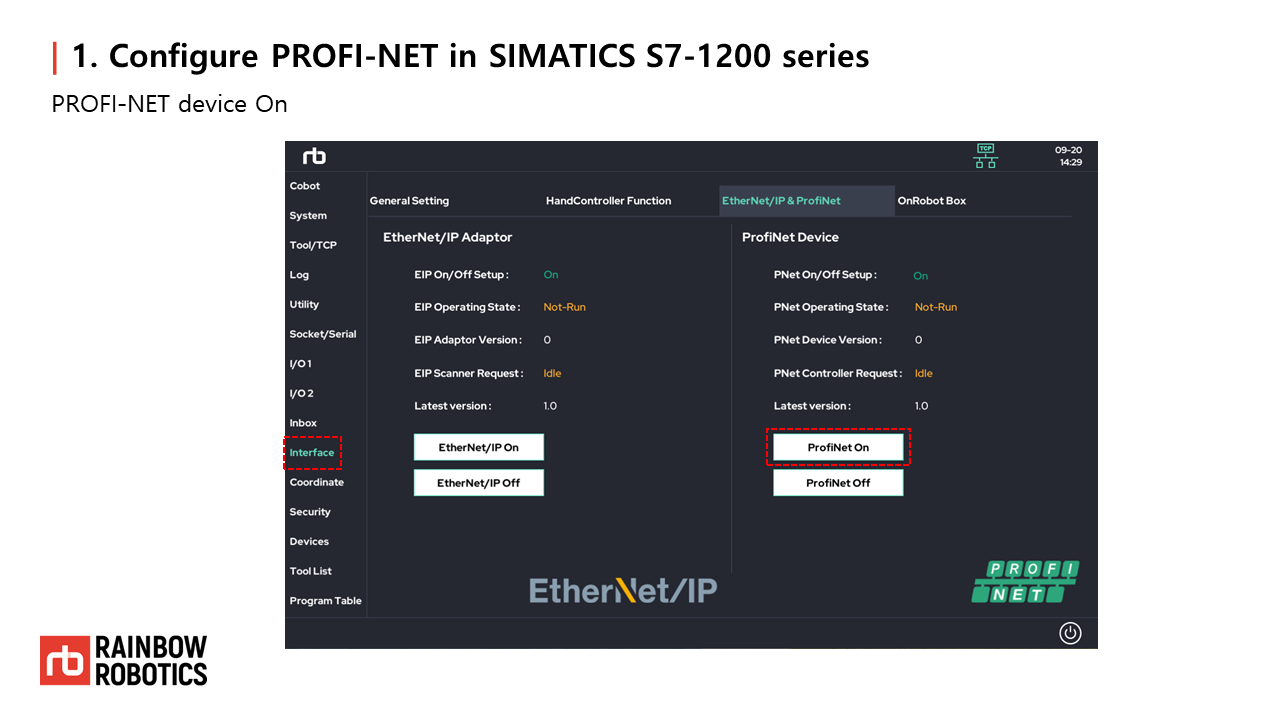 1. Configure PROFI-NET in SIMATICS S7-1200 series
PROFI-NET device On
rb
TCP
09-20
14:29
Cobot
System
Tool/TCP
Log
Utility
Socket/Serial
I/O 1
I/O 2
Inbox
Interface
Coordinate
Security
Devices
Tool List
Program Table
General Setting
HandController Function
EtherNet/IP & ProfiNet
OnRobot Box
EtherNet/IP Adaptor
EIP On/Off Setup : On
EIP Operating State : Not-Run
EIP Adaptor Version : 0
EIP Scanner Request : Idle
Latest version : 1.0
EtherNet/IP On
EtherNet/IP Off
ProfiNet Device
PNet On/Off Setup : On
PNet Operating State : Not-Run
PNet Device Version : 0
PNet Controller Request : Idle
Latest version : 1.0
ProfiNet On
ProfiNet Off
EtherNet/IP
PROFI
NET
rb
RAINBOW
ROBOTICS